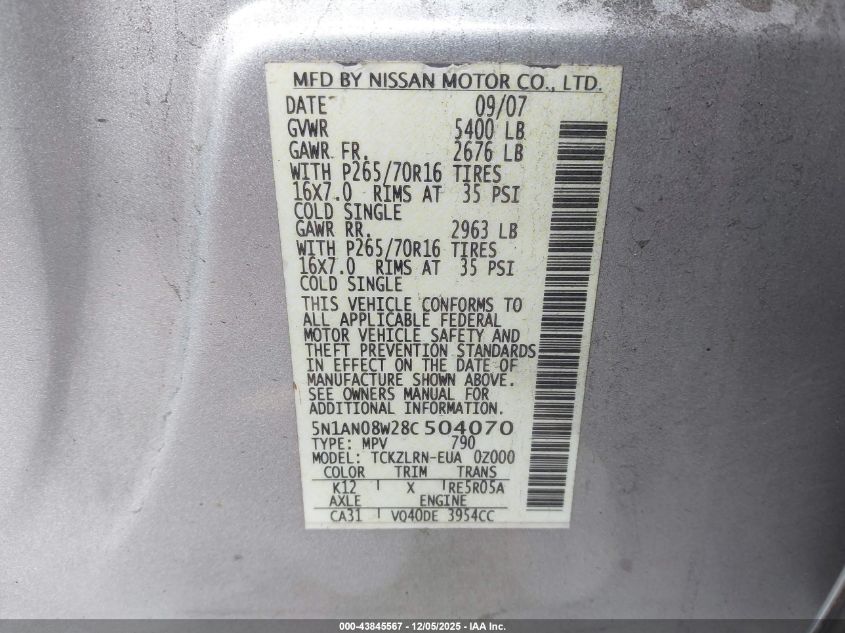 MFD BY NISSAN MOTOR CO., LTD.
DATE 09/07
GVWR 5400 LB
GAWR FR. 2676 LB
WITH P265/70R16 TIRES
16X7.0 RIMS AT 35 PSI
COLD SINGLE
GAWR RR. 2963 LB
WITH P265/70R16 TIRES
16X7.0 RIMS AT 35 PSI
COLD SINGLE
THIS VEHICLE CONFORMS TO
ALL APPLICABLE FEDERAL
MOTOR VEHICLE SAFETY AND
THEFT PREVENTION STANDARDS
IN EFFECT ON THE DATE OF
MANUFACTURE SHOWN ABOVE.
SEE OWNERS MANUAL FOR
ADDITIONAL INFORMATION.
5N1AN08W28C 504070
TYPE: MPV 790
MODEL: TCKZLRN-EUA 0Z000
COLOR TRIM TRANS
K12 X RE5R05A
AXLE ENGINE
CA31 VQ40DE 3954CC
000-43845567 - 12/05/2025 - IAA Inc.